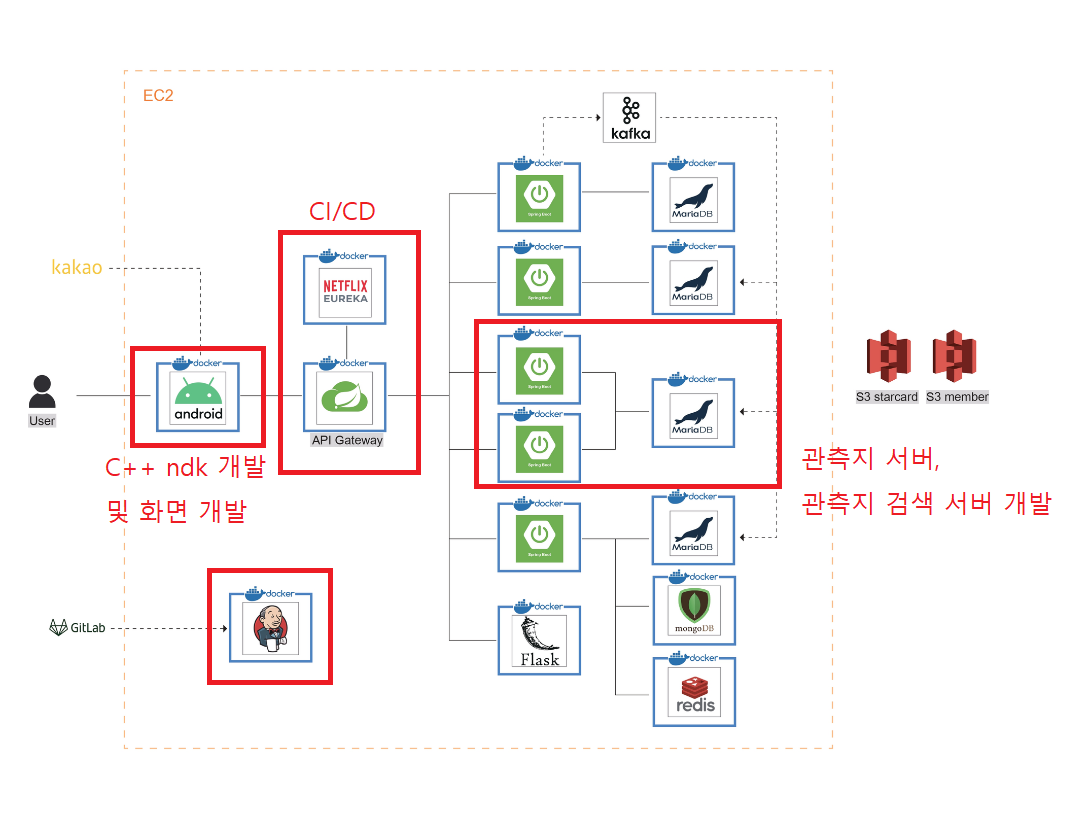 EC2
kafka
docker
docker
Spring Boot
MariaDB
CI/CD
docker
docker
docker
NETFLIX
EUREKA
Spring Boot
MariaDB
kakao
docker
docker
docker
Spring Boot
docker
android
API Gateway
MariaDB
docker
Spring Boot
User
S3 starcard
S3 member
C++ ndk 개발
및 화면 개발
관측지 서버,
관측지 검색 서버 개발
docker
docker
Spring Boot
MariaDB
docker
mongoDB
docker
GitLab
docker
Flask
docker
redis